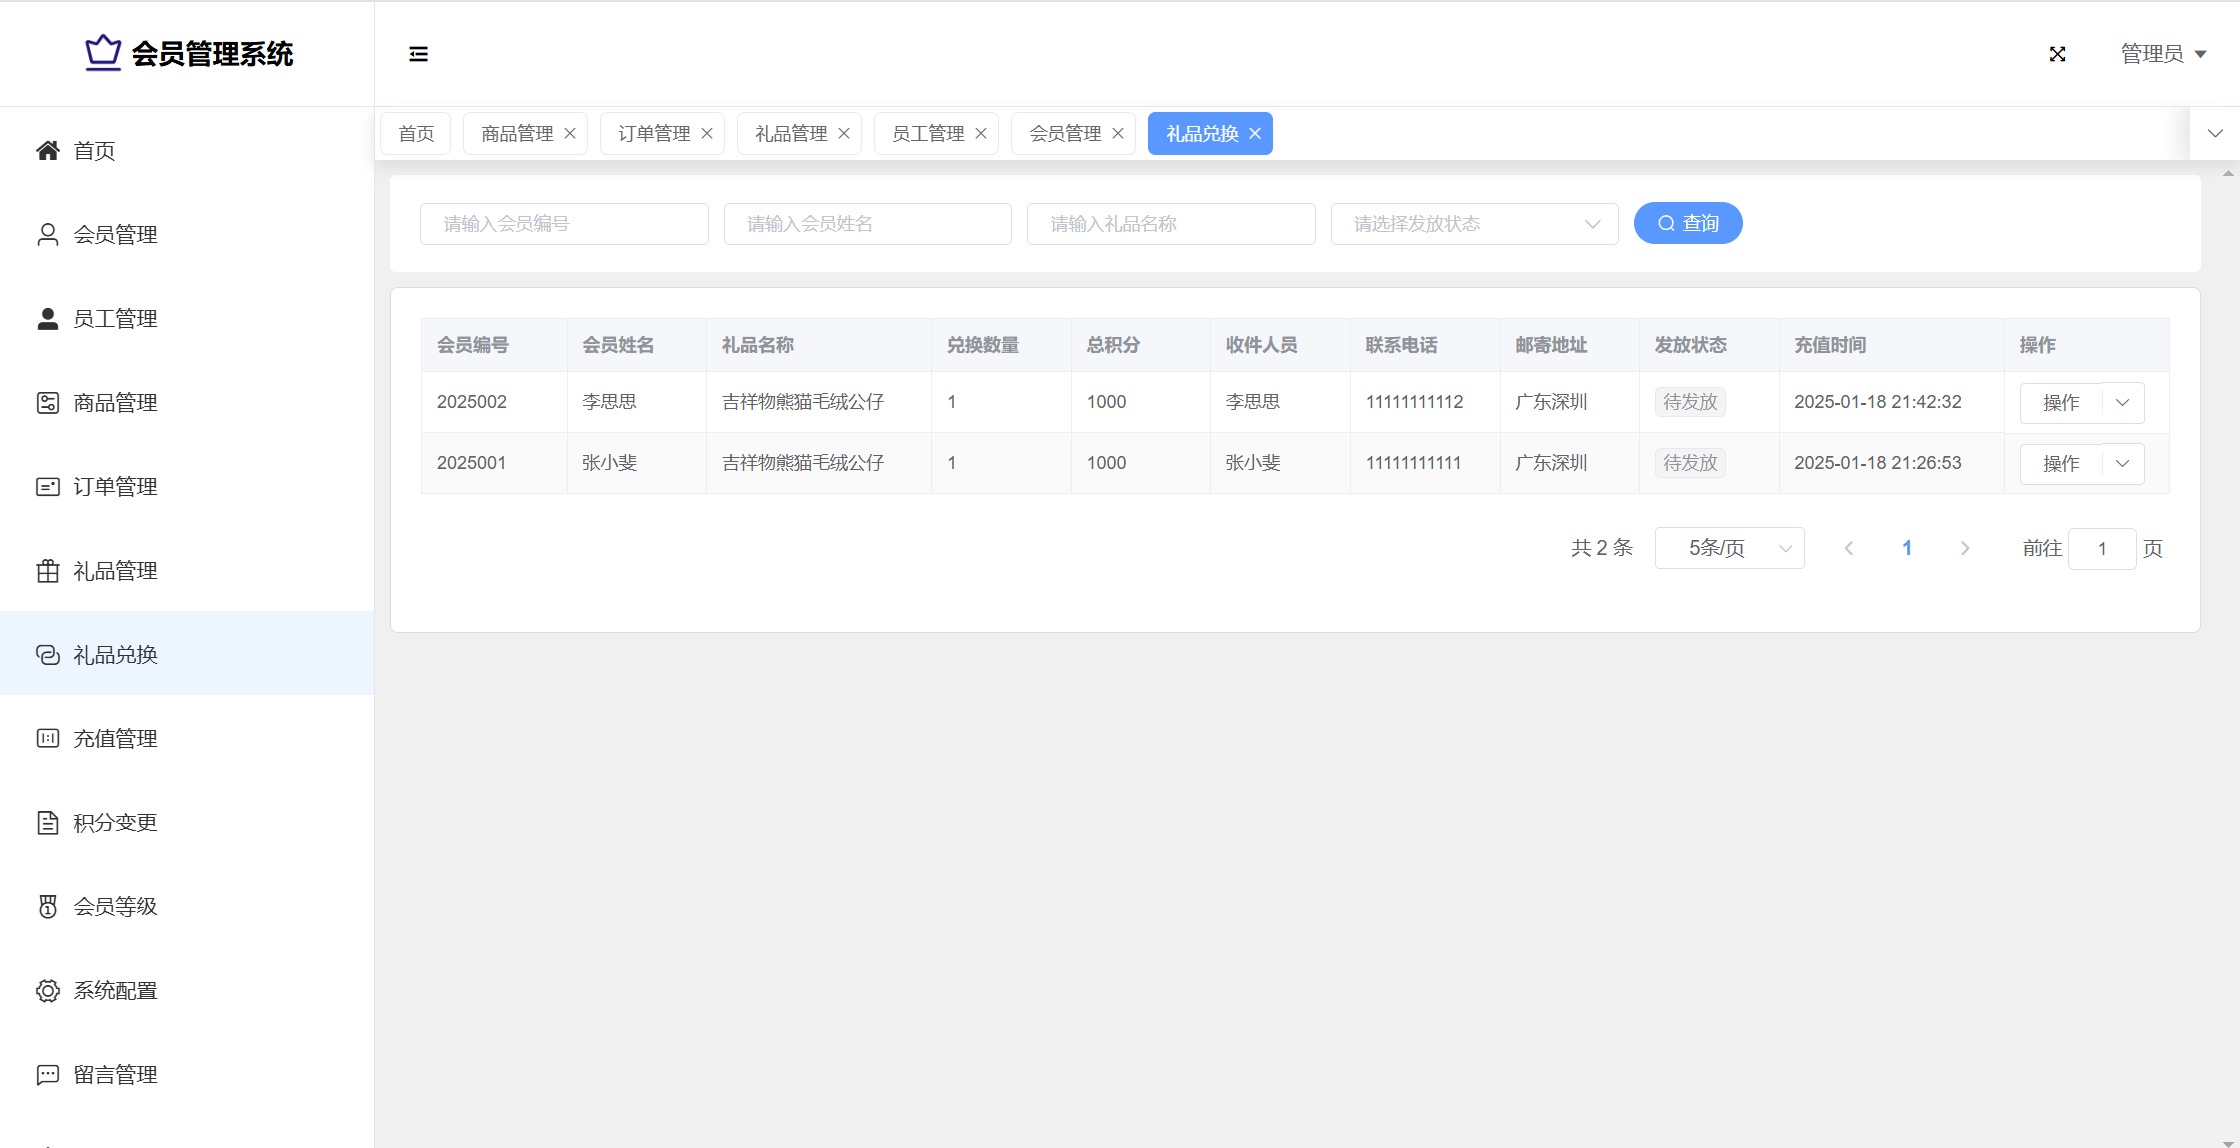 会员管理系统
管理员
首页
会员管理
员工管理
商品管理
订单管理
礼品管理
礼品兑换
充值管理
积分变更
会员等级
系统配置
留言管理
首页 商品管理 订单管理 礼品管理 员工管理 会员管理 礼品兑换
请输入会员编号 请输入会员姓名 请输入礼品名称 请选择发放状态 查询
会员编号 会员姓名 礼品名称 兑换数量 总积分 收件人员 联系电话 邮寄地址 发放状态 充值时间 操作
2025002 李思思 吉祥物熊猫毛绒公仔 1 1000 李思思 11111111112 广东深圳 待发放 2025-01-18 21:42:32 操作
2025001 张小斐 吉祥物熊猫毛绒公仔 1 1000 张小斐 11111111111 广东深圳 待发放 2025-01-18 21:26:53 操作
共 2 条 5条/页 1 前往 1 页